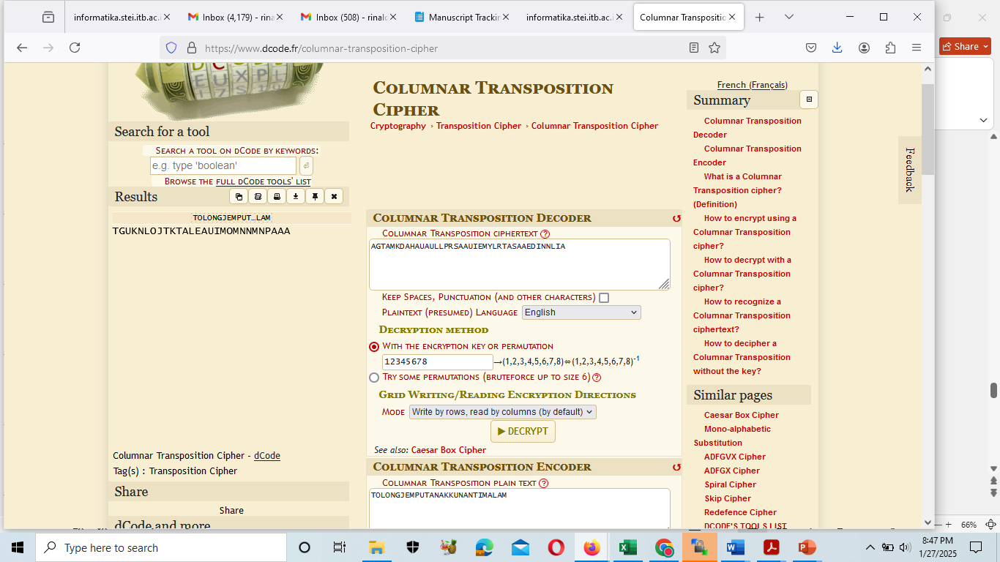 informatika.stei.itb.ac.i
Inbox (4,179) - rina
Inbox (508) - rinald
Manuscript Trackin
informatika.stei.itb.ac.i
Columnar Transpositio
https://www.dcode.fr/columnar-transposition-cipher
Share
Search for a tool
Search a tool on dCode by keywords:
e.g. type 'boolean'
Browse the full dCode tools' list
Results
TOLONGJEMPUT…LAM
TGUKNLOJTKTALEAUIMOMNNMNPAAA
Columnar Transposition Cipher - dCode
Tag(s) : Transposition Cipher
Share
Share
dCode and more
Columnar Transposition
Cipher
Cryptography › Transposition Cipher › Columnar Transposition Cipher
Columnar Transposition Decoder
Columnar Transposition ciphertext
AGTAMKDAHAUAULLPRSAAUIEMYLRTASAAEDINNLIA
Keep Spaces, Punctuation (and other characters)
Plaintext (presumed) Language English
Decryption method
With the encryption key or permutation
12345678 →(1,2,3,4,5,6,7,8)⇔(1,2,3,4,5,6,7,8)-1
Try some permutations (bruteforce up to size 6)
Grid Writing/Reading Encryption Directions
Mode Write by rows, read by columns (by default)
► DECRYPT
See also: Caesar Box Cipher
Columnar Transposition Encoder
Columnar Transposition plain text
TOLONGJEMPUTANAKKUNANTIMALAM
French (Français)
Summary
Columnar Transposition
Decoder
Columnar Transposition
Encoder
What is a Columnar
Transposition cipher?
(Definition)
How to encrypt using a
Columnar Transposition
cipher?
How to decrypt with a
Columnar Transposition
cipher?
How to recognize a
Columnar Transposition
ciphertext?
How to decipher a
Columnar Transposition
without the key?
Similar pages
Caesar Box Cipher
Mono-alphabetic
Substitution
ADFGVX Cipher
ADFGX Cipher
Spiral Cipher
Skip Cipher
Redefence Cipher
DCODE'S TOOLS LIST
Feedback
66%
Type here to search
8:47 PM
1/27/2025